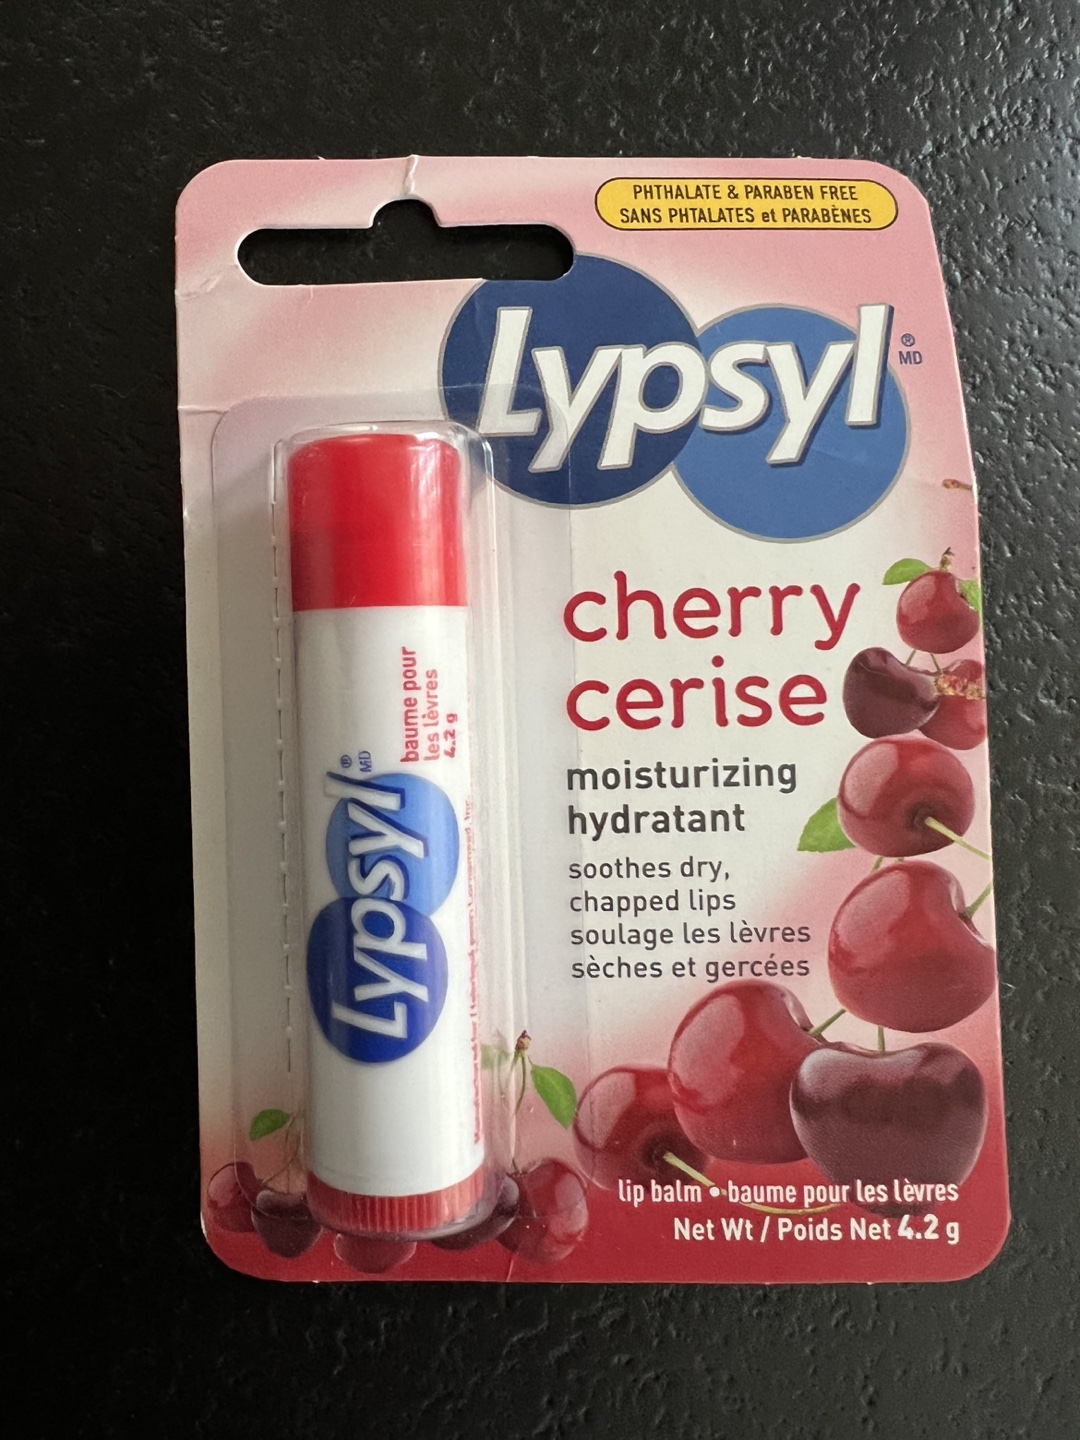 PHTHALATE & PARABEN FREE
SANS PHTALATES et PARABÈNES
Lypsyl
®
MD
cherry
cerise
moisturizing
hydratant
soothes dry,
chapped lips
soulage les lèvres
sèches et gercées
lip balm • baume pour les lèvres
Net Wt / Poids Net 4.2 g
baume pour
les lèvres
4.2 g
Lypsyl
®
MD